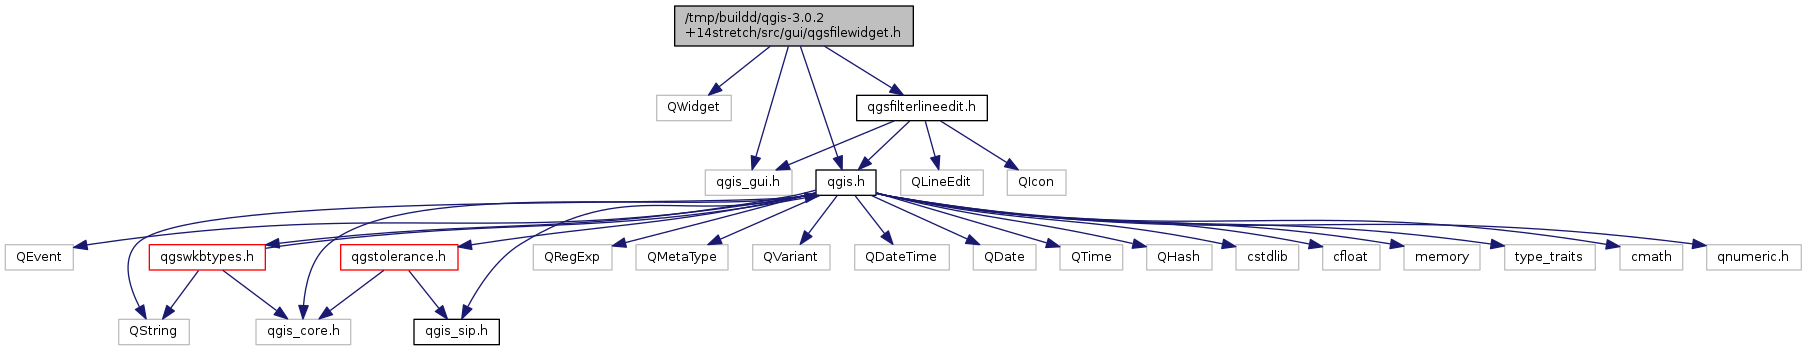 /tmp/buildd/qgis-3.0.2
+14stretch/src/gui/qgsfilewidget.h
QWidget
qgsfilterlineedit.h
qgis_gui.h
qgis.h
QLineEdit
QIcon
QEvent
qgswkbtypes.h
qgstolerance.h
QRegExp
QMetaType
QVariant
QDateTime
QDate
QTime
QHash
cstdlib
cfloat
memory
type_traits
cmath
qnumeric.h
QString
qgis_core.h
qgis_sip.h